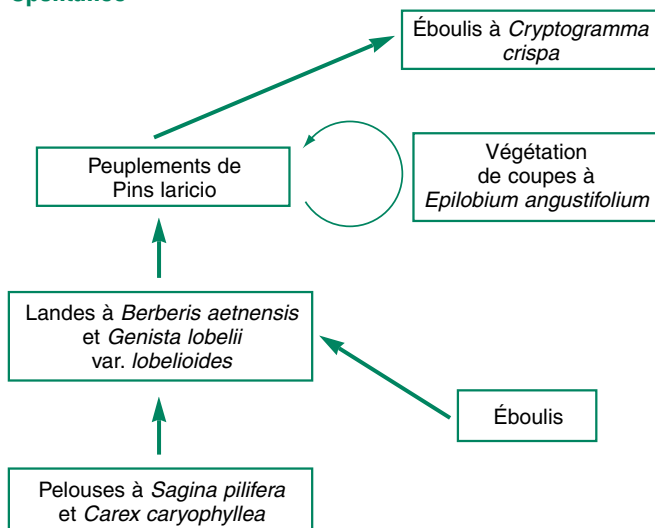 Éboulis à Cryptogramma
crispa
Peuplements de
Pins laricio
Végétation
de coupes à
Epilobium angustifolium
Landes à Berberis aetnensis
et Genista lobelii
var. lobelioides
Éboulis
Pelouses à Sagina pilifera
et Carex caryophyllea